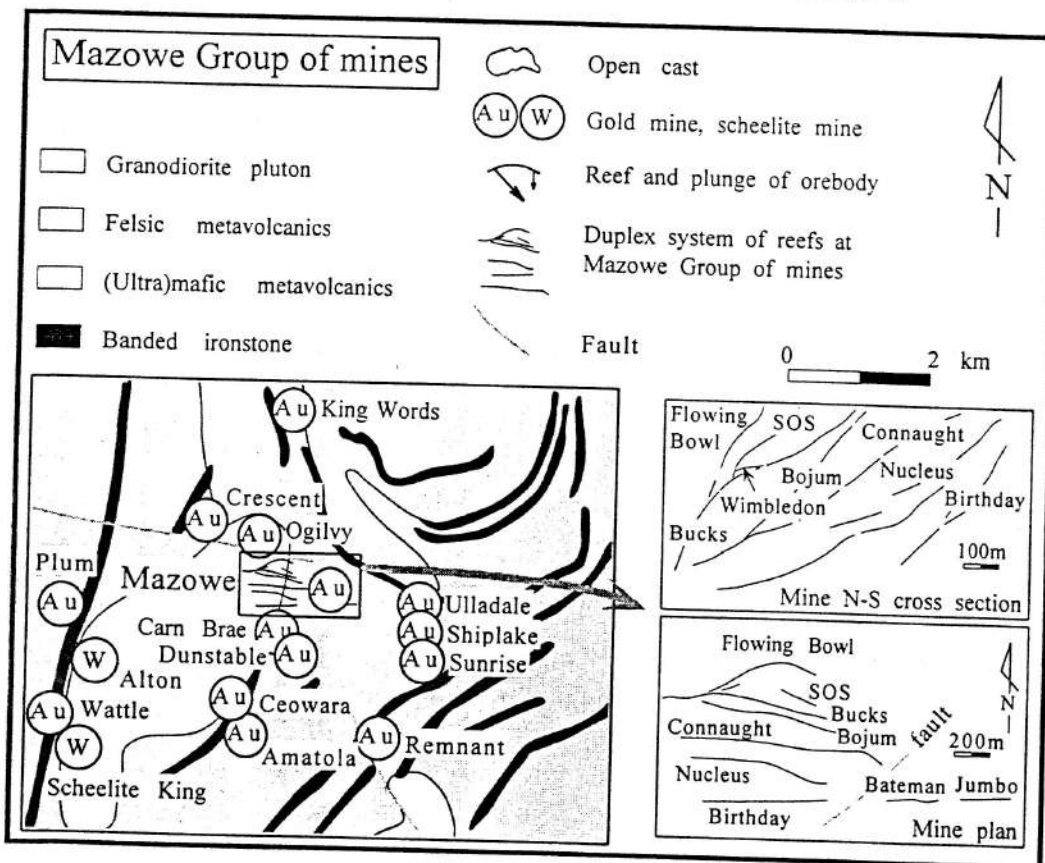 Mazowe Group of mines
Granodiorite pluton
Felsic metavolcanics
(Ultra)mafic metavolcanics
Banded ironstone
Open cast
Au W
Gold mine, scheelite mine
Reef and plunge of orebody
Duplex system of reefs at
Mazowe Group of mines
Fault
N
0 2 km
Au King Words
Crescent
Au
Ogilvy
Au
Plum
Mazowe
Au
Au
Au Ulladale
Carn Brae Au
Au Shiplake
Dunstable Au
Au Sunrise
W
Alton
Au Wattle
Au Ceowara
W
Au
Amatola
Au Remnant
Scheelite King
Flowing
Bowl
SOS
Connaught
Bojum
Nucleus
Wimbledon
Birthday
Bucks
100m
Mine N-S cross section
Flowing Bowl
SOS
N
Bucks
Connaught
Bojum
fault
200m
Nucleus
Bateman Jumbo
Birthday
Mine plan